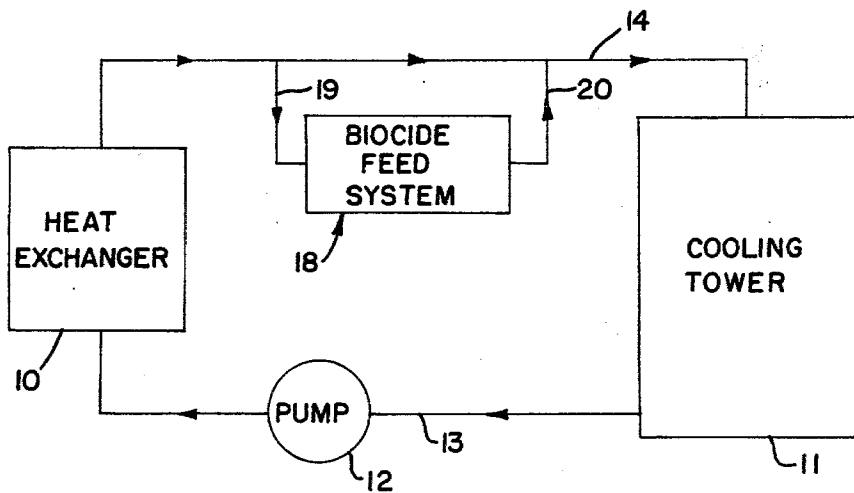 14
19
20
BIOCIDE
FEED
SYSTEM
18
HEAT
EXCHANGER
10
COOLING
TOWER
11
PUMP
12
13